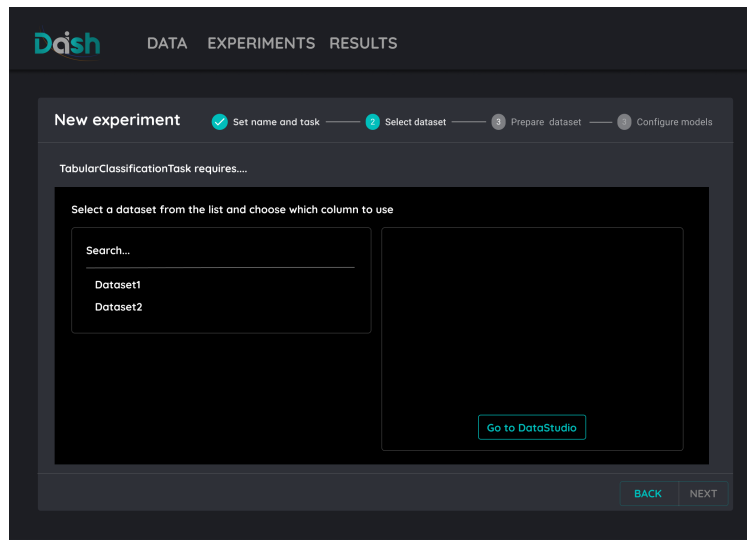 Dash DATA EXPERIMENTS RESULTS
New experiment Set name and task 2 Select dataset 3 Prepare dataset 3 Configure models
TabularClassificationTask requires....
Select a dataset from the list and choose which column to use
Search...
Dataset1
Dataset2
Go to DataStudio
BACK NEXT